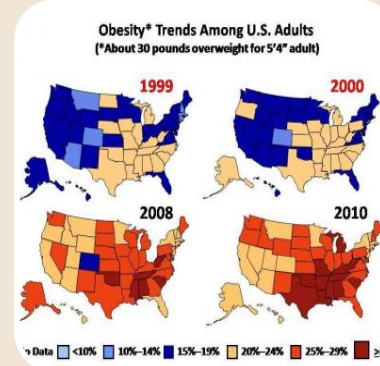 Obesity* Trends Among U.S. Adults
(*About 30 pounds overweight for 5'4" adult)
1999
2000
2008
2010
Data <10% 10%–14% 15%–19% 20%–24% 25%–29%